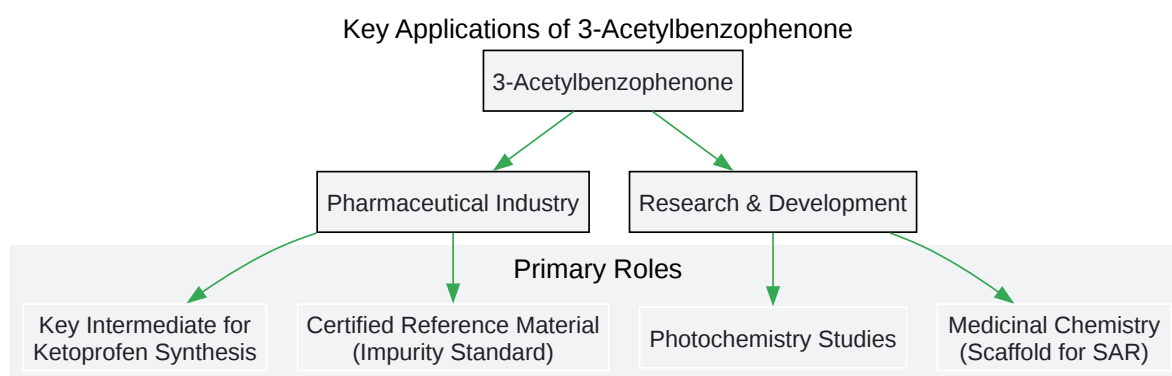 Key Applications of 3-Acetylbenzophenone
3-Acetylbenzophenone
Pharmaceutical Industry
Research & Development
Primary Roles
Key Intermediate for
Ketoprofen Synthesis
Certified Reference Material
(Impurity Standard)
Photochemistry Studies
Medicinal Chemistry
(Scaffold for SAR)